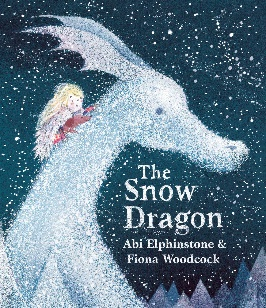 The
Snow
Dragon
Abi Elphinstone &
Fiona Woodcock